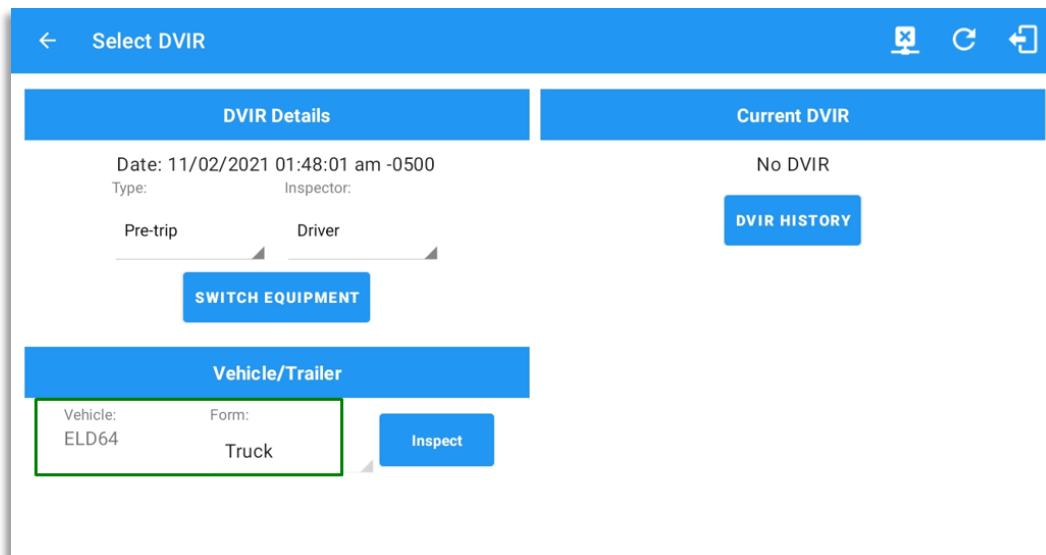 Select DVIR
DVIR Details
Date: 11/02/2021 01:48:01 am -0500
Type: Inspector:
Pre-trip Driver
SWITCH EQUIPMENT
Vehicle/Trailer
Vehicle: Form:
ELD64 Truck
Inspect
Current DVIR
No DVIR
DVIR HISTORY